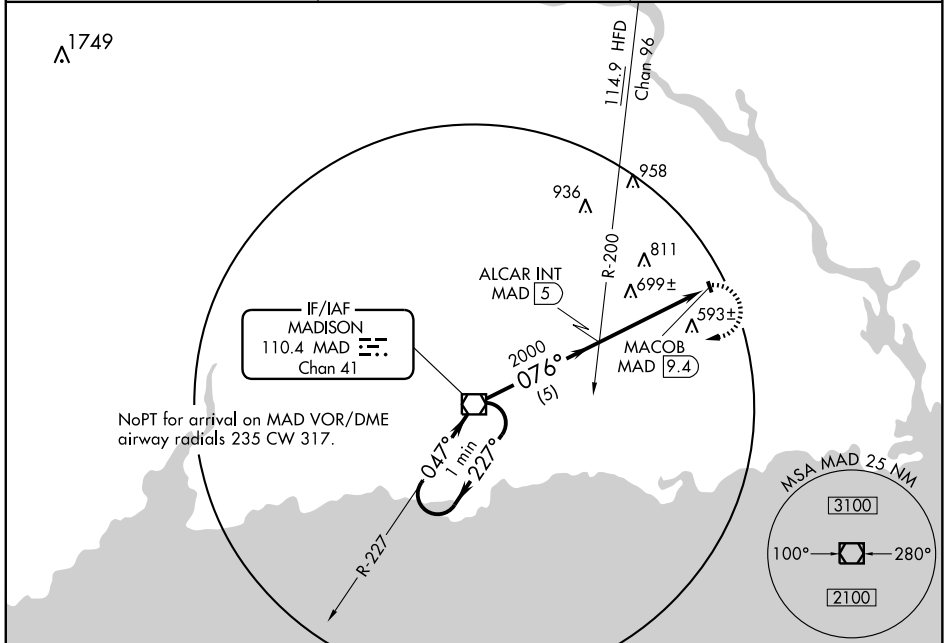 1749
114.9 HFD
Chan 96
958
936
R-200
811
ALCAR INT
MAD 5
699±
593±
IF/IAF
MADISON
110.4 MAD
Chan 41
2000
076°
(5)
MACOB
MAD 9.4
NoPT for arrival on MAD VOR/DME
airway radials 235 CW 317.
047°
1 min
227°
R-227
MSA MAD 25 NM
3100
100°
280°
2100